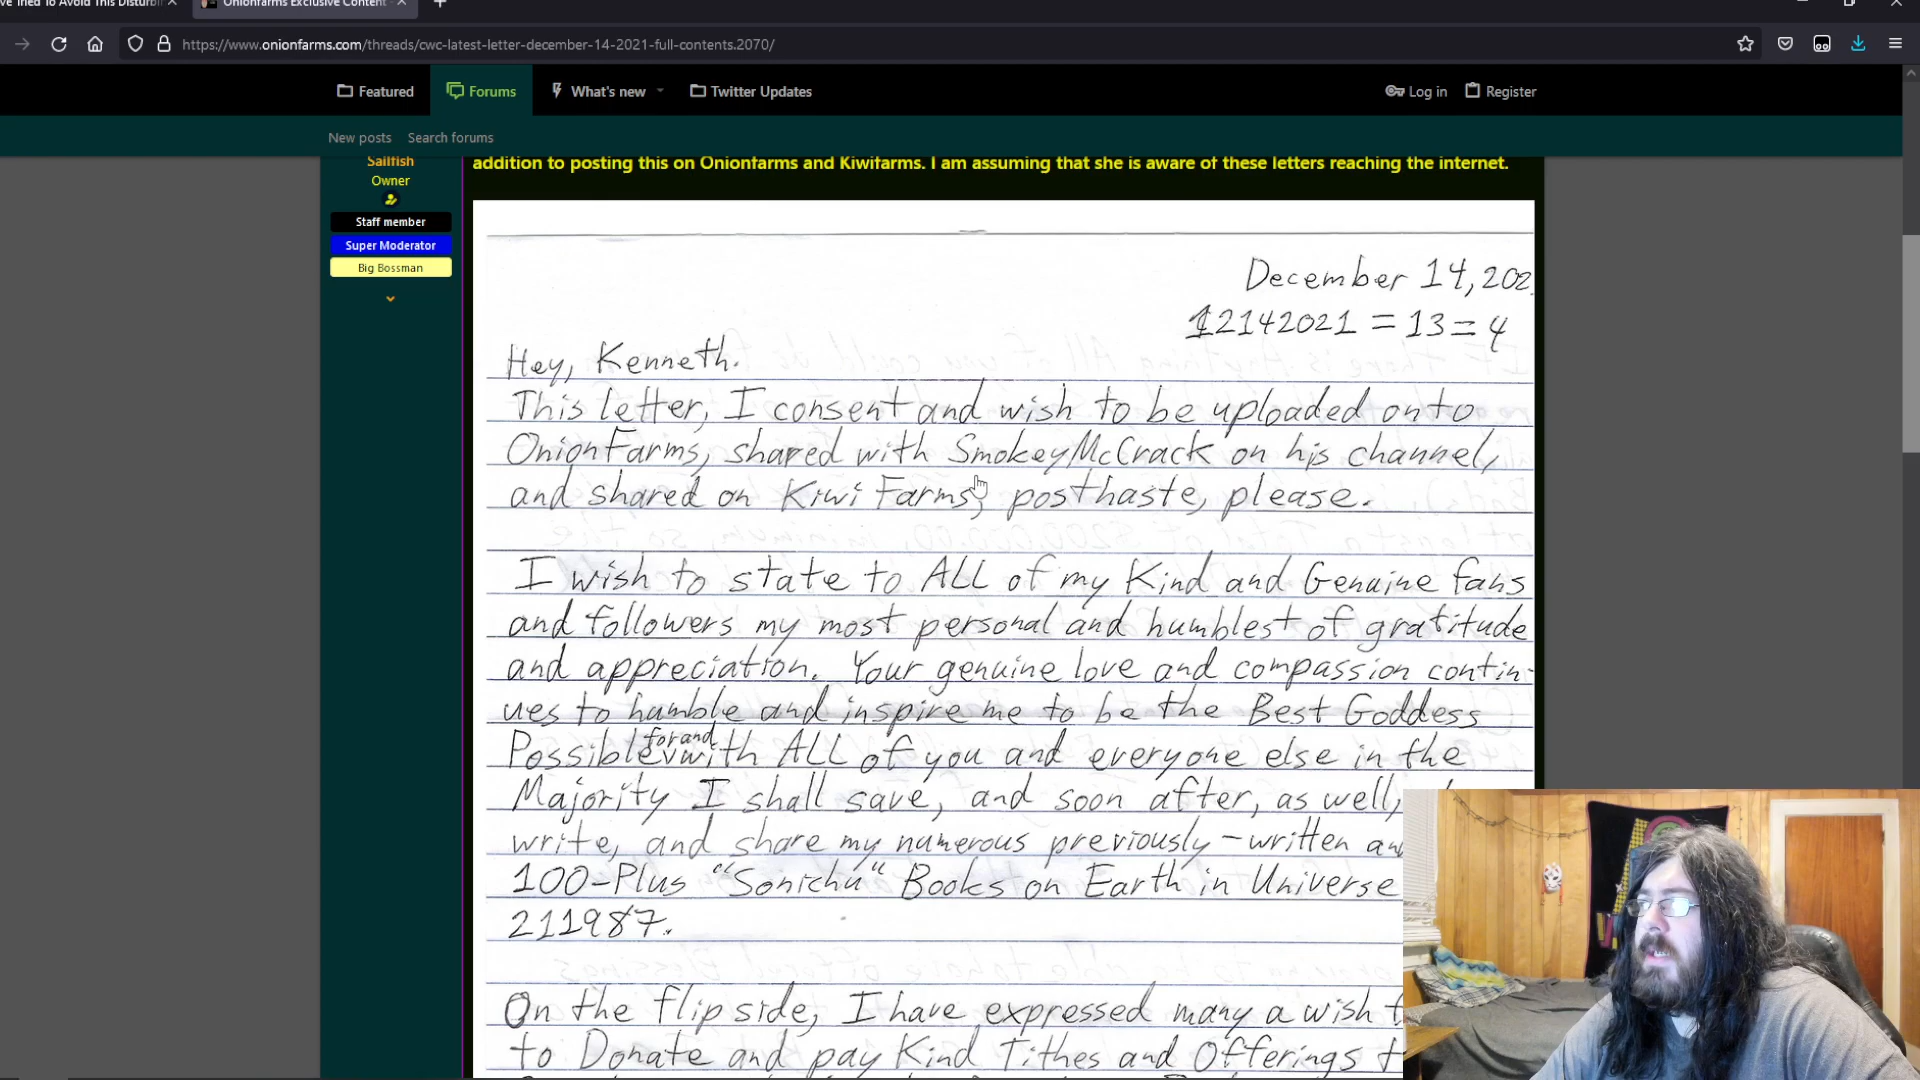 ve Tried To Avoid This Disturbi
Onionfarms Exclusive Content -
https://www.onionfarms.com/threads/cwc-latest-letter-december-14-2021-full-contents.2070/
Featured
Forums
What's new
Twitter Updates
Log in
Register
New posts
Search forums
Sailfish
Owner
Staff member
Super Moderator
Big Bossman
addition to posting this on Onionfarms and Kiwifarms. I am assuming that she is aware of these letters reaching the internet.
December 14, 202
12142021 = 13 = 4
Hey, Kenneth.
This letter, I consent and wish to be uploaded onto
OnionFarms, shared with SmokeyMcCrack on his channel,
and shared on Kiwi Farms, posthaste, please.
I wish to state to ALL of my Kind and Genuine fans
and followers my most personal and humblest of gratitude
and appreciation. Your genuine love and compassion contin-
ues to humble and inspire me to be the Best Goddess
Possible for and with ALL of you and everyone else in the
Majority I shall save, and soon after, as well,
write, and share my numerous previously-written an
100-Plus "Sonichu" Books on Earth in Universe
211987.
On the flipside, I have expressed many a wish t
to Donate and pay Kind Tithes and Offerings t